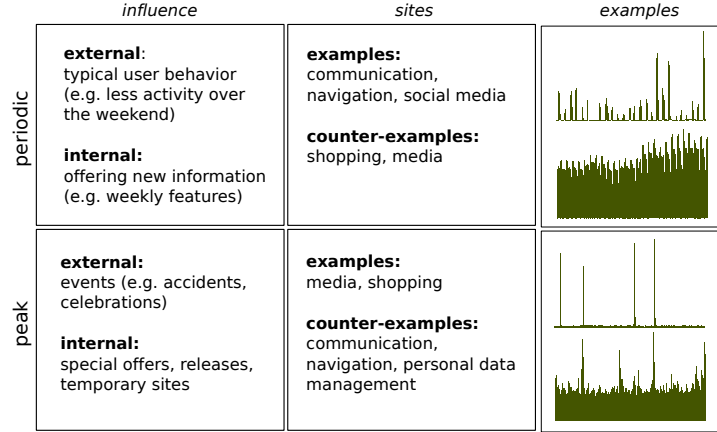 influence
sites
examples
periodic
external:
typical user behavior
(e.g. less activity over
the weekend)
internal:
offering new information
(e.g. weekly features)
examples:
communication,
navigation, social media
counter-examples:
shopping, media
peak
external:
events (e.g. accidents,
celebrations)
internal:
special offers, releases,
temporary sites
examples:
media, shopping
counter-examples:
communication,
navigation, personal data
management